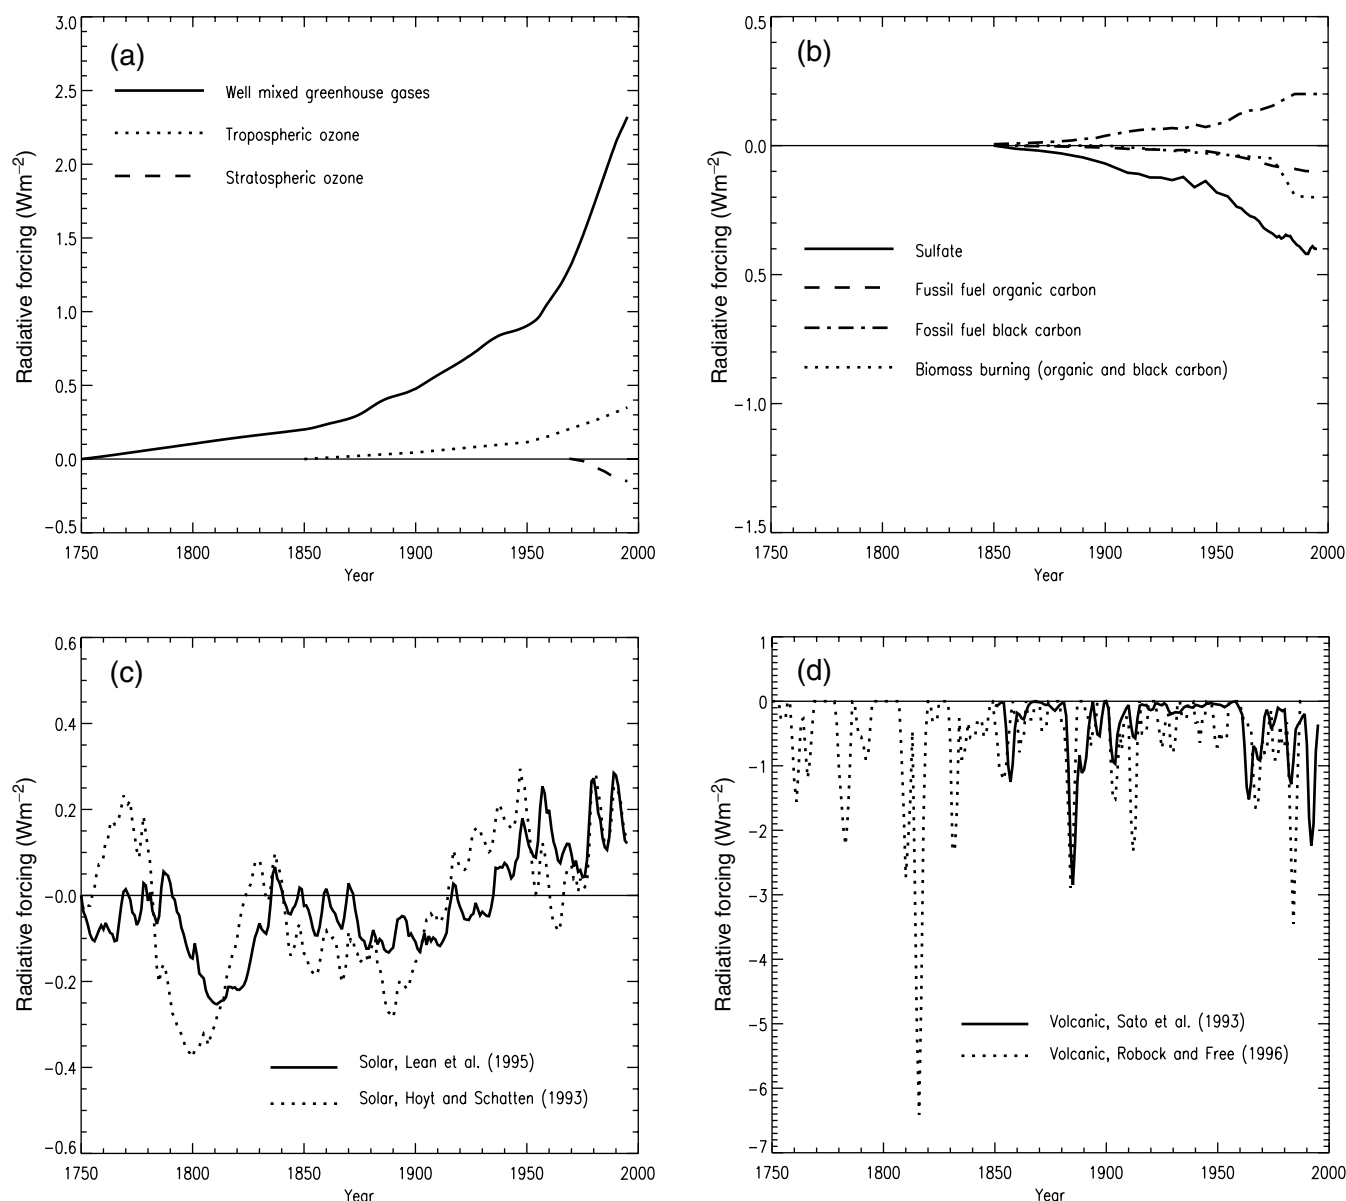 (a)
3.0
2.5
2.0
1.5
1.0
0.5
0.0
−0.5
Radiative forcing (Wm−2)
Well mixed greenhouse gases
Tropospheric ozone
Stratospheric ozone
1750 1800 1850 1900 1950 2000
Year
(b)
0.5
0.0
0.5
−1.0
−1.5
Radiative forcing (Wm−2)
Sulfate
Fussil fuel organic carbon
Fossil fuel black carbon
Biomass burning (organic and black carbon)
1750 1800 1850 1900 1950 2000
Year
(c)
0.6
0.4
0.2
−0.0
−0.2
−0.4
−0.6
Radiative forcing (Wm−2)
Solar, Lean et al. (1995)
Solar, Hoyt and Schatten (1993)
1750 1800 1850 1900 1950 2000
Year
(d)
1
0
−1
−2
−3
−4
−5
−6
−7
Radiative forcing (Wm−2)
Volcanic, Sato et al. (1993)
Volcanic, Robock and Free (1996)
1750 1800 1850 1900 1950 2000
Year